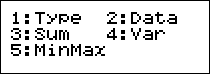 1:Type 2:Data
3:Sum 4:Var
5:MinMax